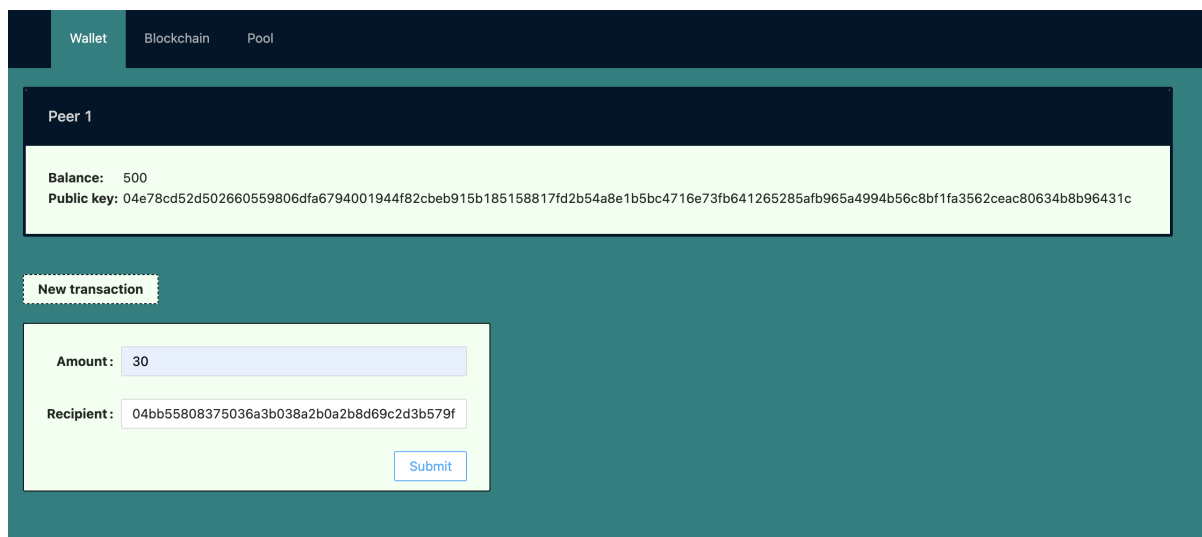 Wallet Blockchain Pool
Peer 1
Balance: 500
Public key: 04e78cd52d502660559806dfa6794001944f82cbeb915b185158817fd2b54a8e1b5bc4716e73fb641265285afb965a4994b56c8bf1fa3562ceac80634b8b96431c
New transaction
Amount: 30
Recipient: 04bb55808375036a3b038a2b0a2b8d69c2d3b579f
Submit